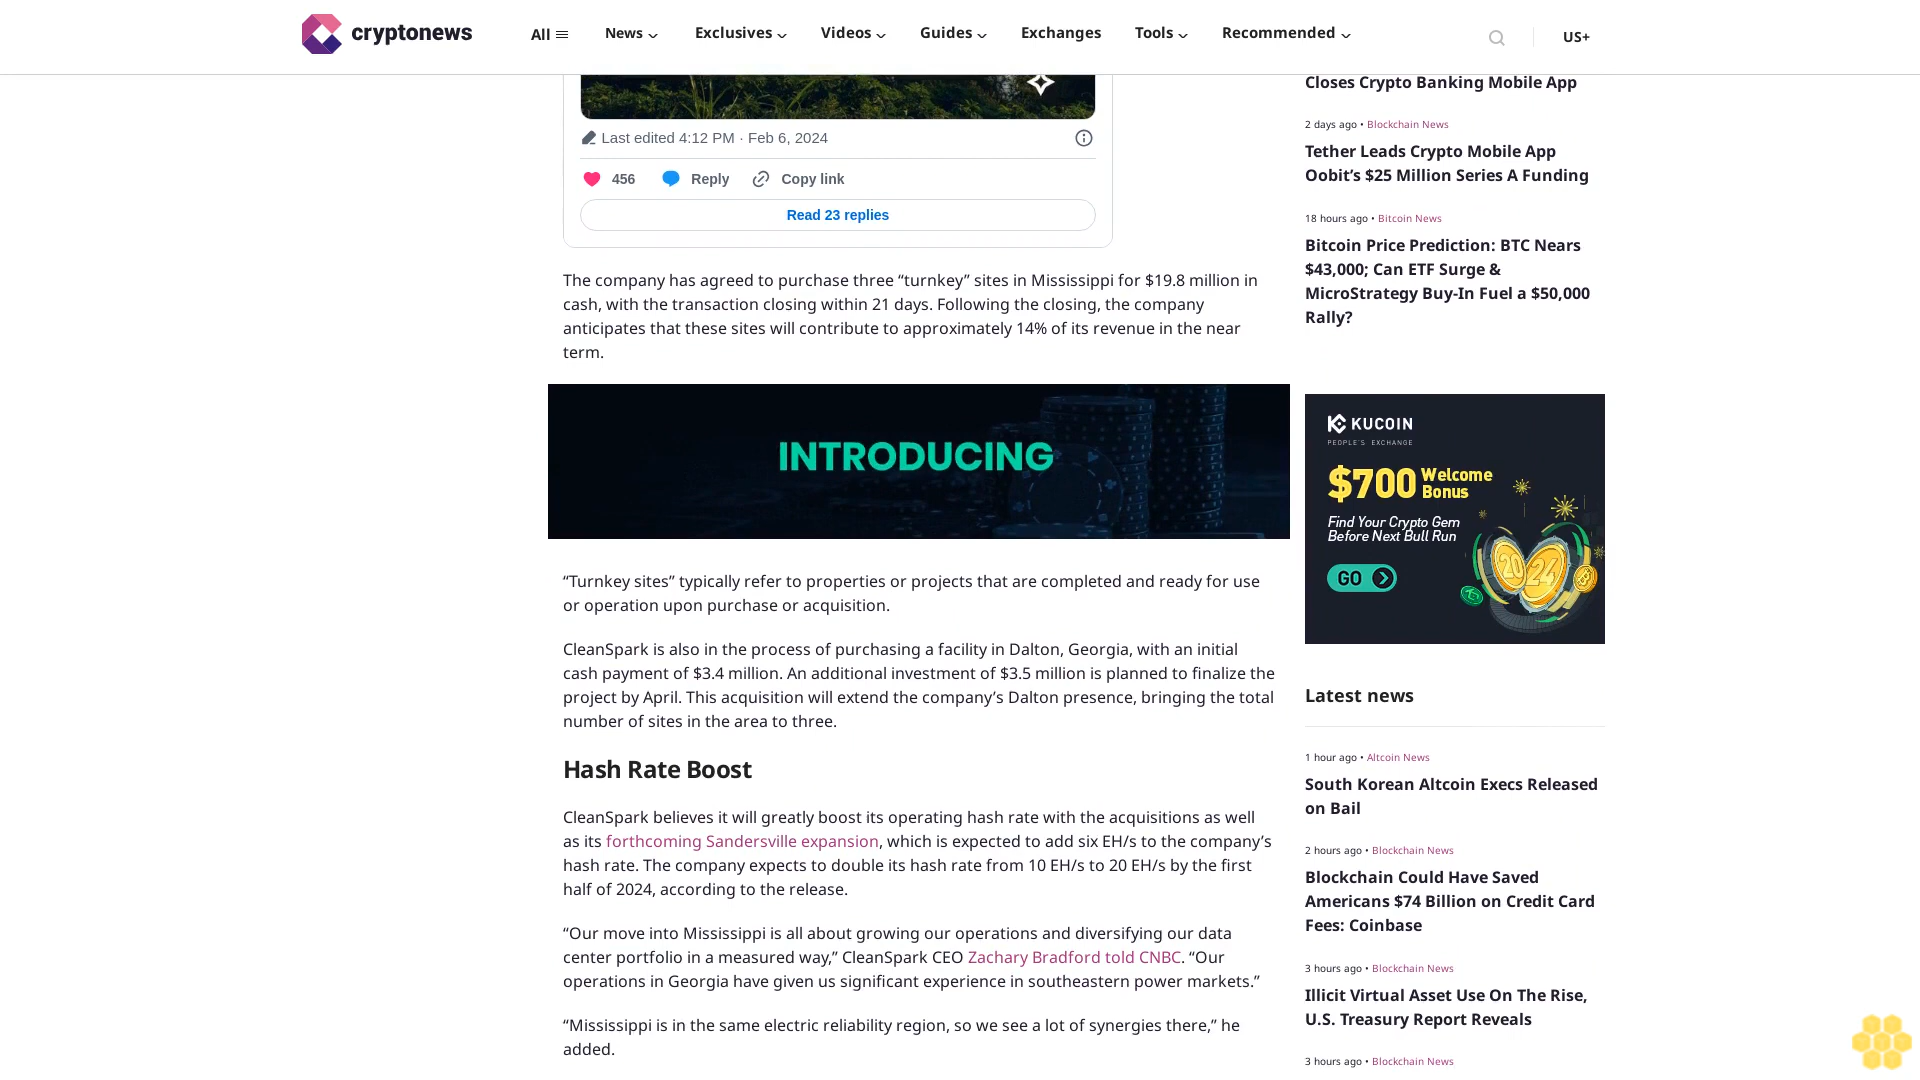 cryptonews
All
News
Exclusives
Videos
Guides
Exchanges
Tools
Recommended
US+
Last edited 4:12 PM · Feb 6, 2024
456
Reply
Copy link
Read 23 replies
The company has agreed to purchase three “turnkey” sites in Mississippi for $19.8 million in
cash, with the transaction closing within 21 days. Following the closing, the company
anticipates that these sites will contribute to approximately 14% of its revenue in the near
term.
INTRODUCING
“Turnkey sites” typically refer to properties or projects that are completed and ready for use
or operation upon purchase or acquisition.
CleanSpark is also in the process of purchasing a facility in Dalton, Georgia, with an initial
cash payment of $3.4 million. An additional investment of $3.5 million is planned to finalize the
project by April. This acquisition will extend the company’s Dalton presence, bringing the total
number of sites in the area to three.
Hash Rate Boost
CleanSpark believes it will greatly boost its operating hash rate with the acquisitions as well
as its forthcoming Sandersville expansion, which is expected to add six EH/s to the company’s
hash rate. The company expects to double its hash rate from 10 EH/s to 20 EH/s by the first
half of 2024, according to the release.
“Our move into Mississippi is all about growing our operations and diversifying our data
center portfolio in a measured way,” CleanSpark CEO Zachary Bradford told CNBC. “Our
operations in Georgia have given us significant experience in southeastern power markets.”
“Mississippi is in the same electric reliability region, so we see a lot of synergies there,” he
added.
Closes Crypto Banking Mobile App
2 days ago • Blockchain News
Tether Leads Crypto Mobile App
Oobit’s $25 Million Series A Funding
18 hours ago • Bitcoin News
Bitcoin Price Prediction: BTC Nears
$43,000; Can ETF Surge &
MicroStrategy Buy-In Fuel a $50,000
Rally?
KUCOIN
PEOPLE'S EXCHANGE
$700 Welcome
Bonus
Find Your Crypto Gem
Before Next Bull Run
GO
20
24
Latest news
1 hour ago • Altcoin News
South Korean Altcoin Execs Released
on Bail
2 hours ago • Blockchain News
Blockchain Could Have Saved
Americans $74 Billion on Credit Card
Fees: Coinbase
3 hours ago • Blockchain News
Illicit Virtual Asset Use On The Rise,
U.S. Treasury Report Reveals
3 hours ago • Blockchain News